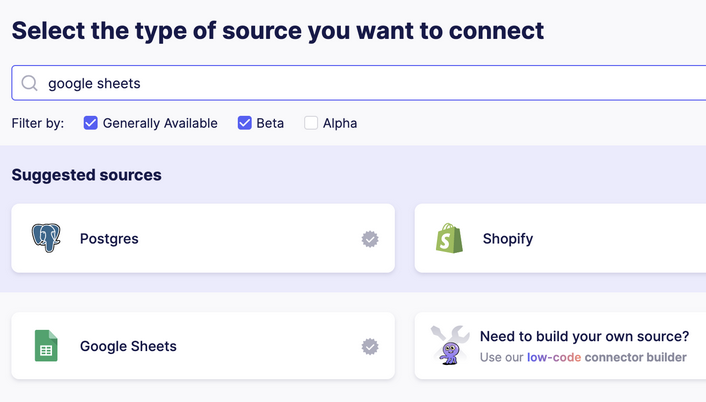 Select the type of source you want to connect
google sheets
Filter by: Generally Available Beta Alpha
Suggested sources
Postgres
Shopify
Google Sheets
Need to build your own source?
Use our low-code connector builder